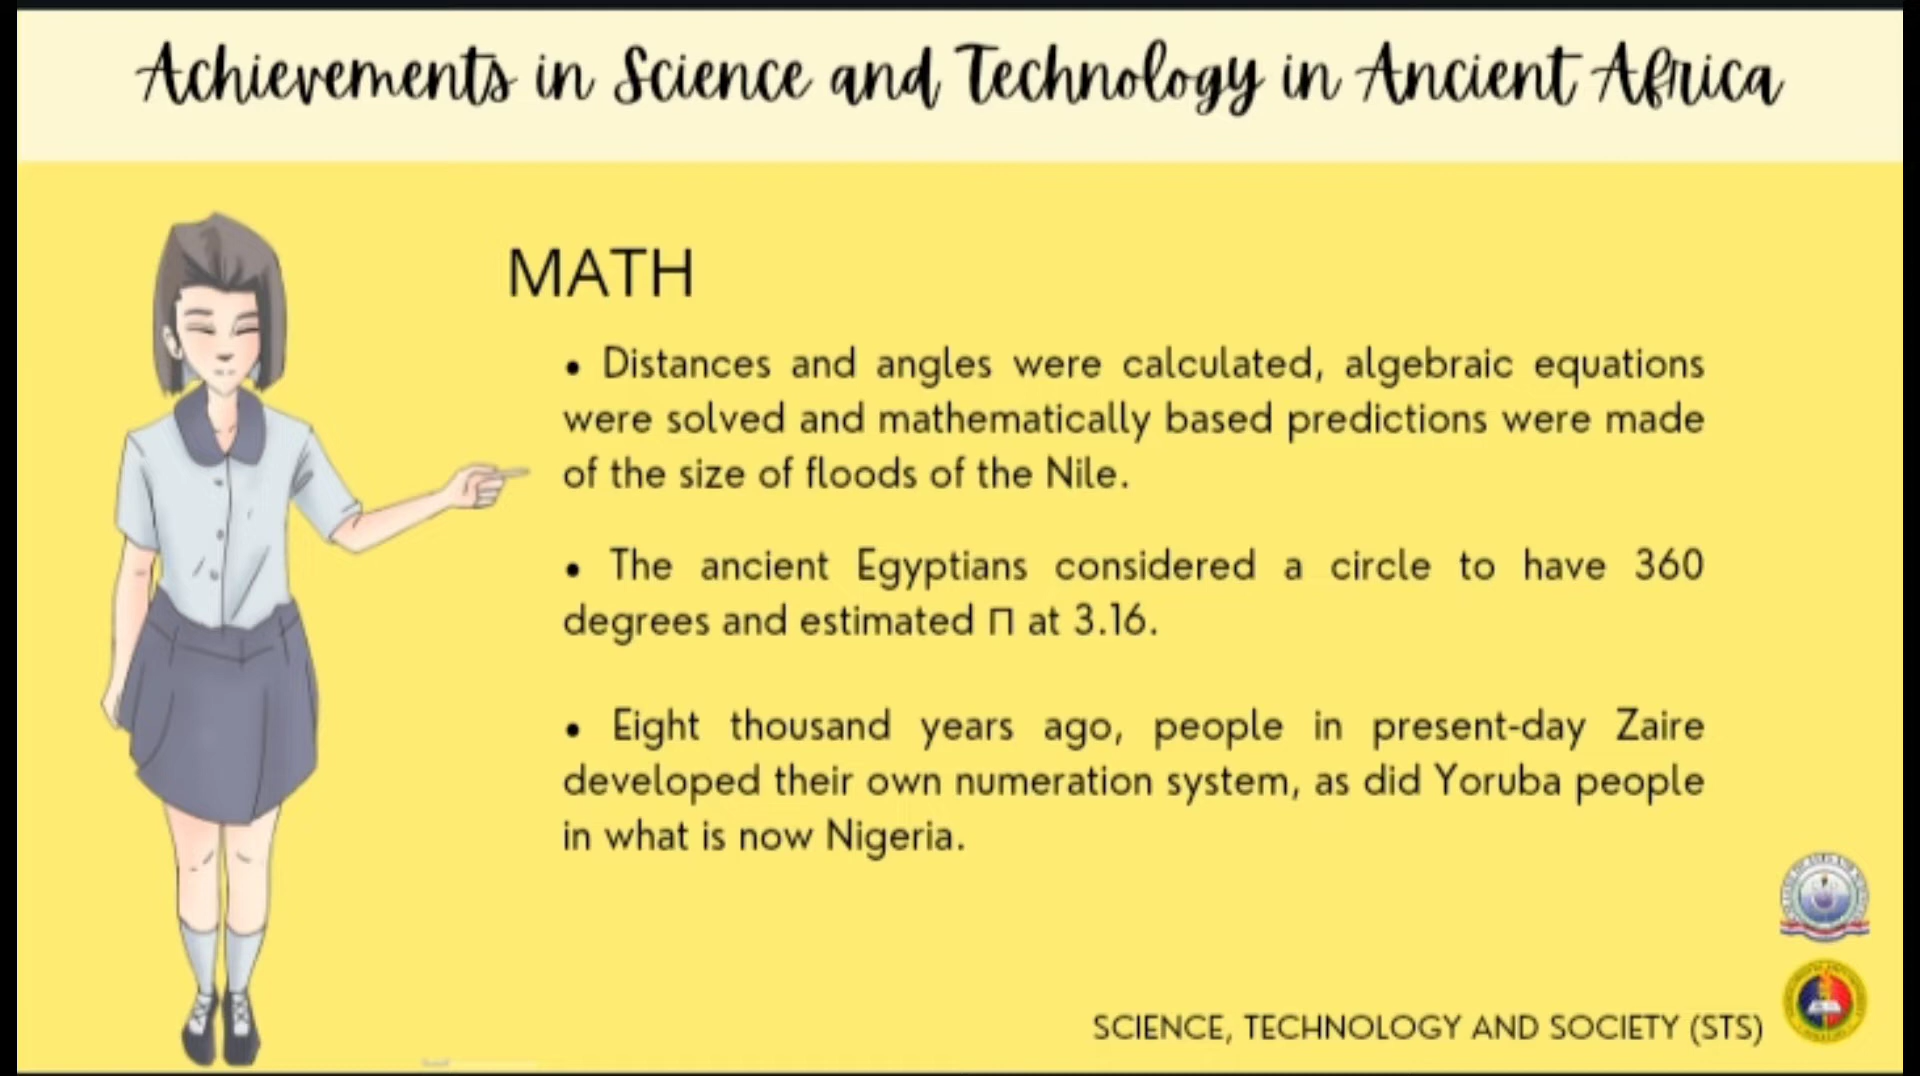 Achievements in Science and Technology in Ancient Africa
MATH
• Distances and angles were calculated, algebraic equations
were solved and mathematically based predictions were made
of the size of floods of the Nile.
• The ancient Egyptians considered a circle to have 360
degrees and estimated Π at 3.16.
• Eight thousand years ago, people in present-day Zaire
developed their own numeration system, as did Yoruba people
in what is now Nigeria.
SCIENCE, TECHNOLOGY AND SOCIETY (STS)